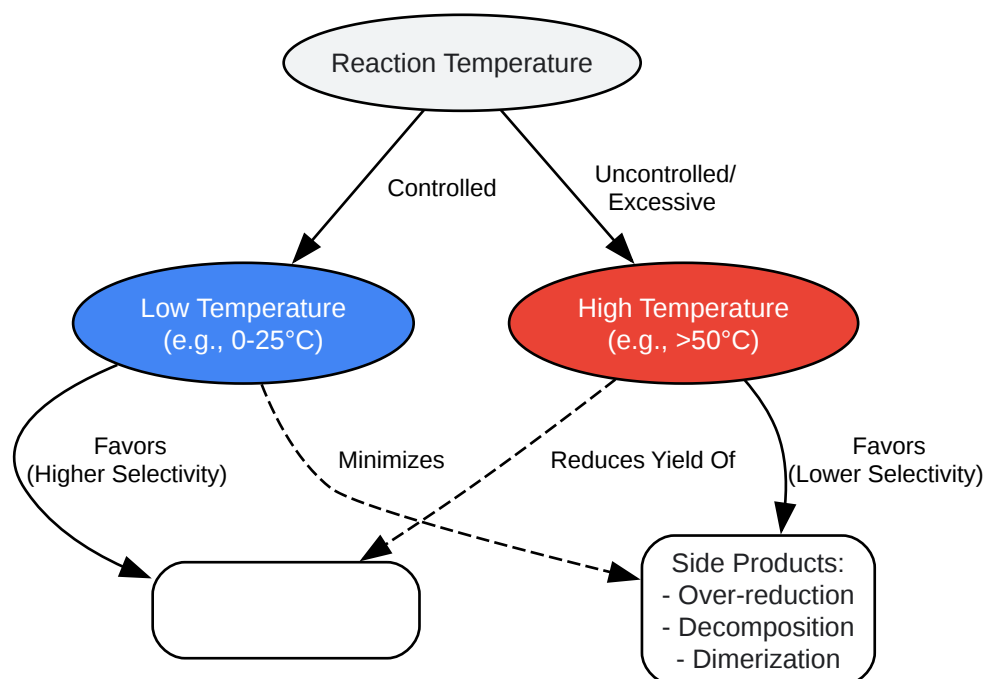 Reaction Temperature
Controlled
Uncontrolled/
Excessive
Low Temperature
(e.g., 0-25°C)
High Temperature
(e.g., >50°C)
Favors
(Higher Selectivity)
Minimizes
Reduces Yield Of
Favors
(Lower Selectivity)
Side Products:
- Over-reduction
- Decomposition
- Dimerization